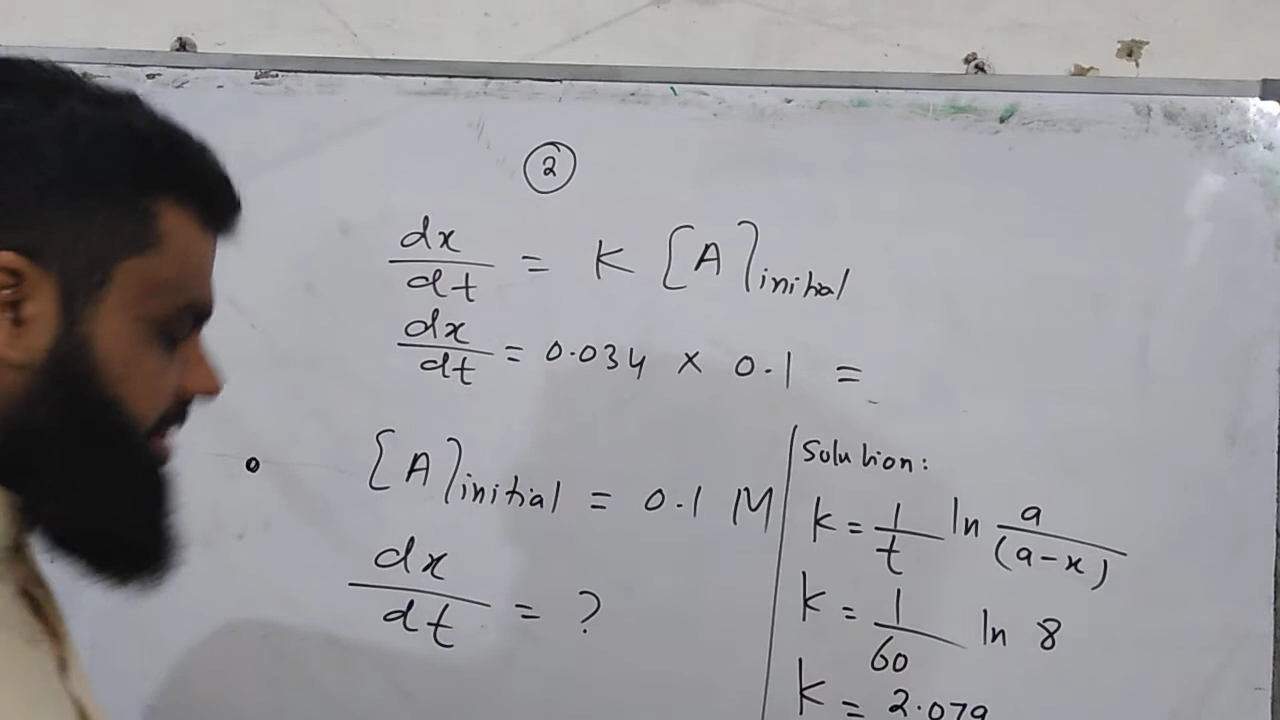 2
dx/dt = K [A]initial
dx/dt = 0.034 × 0.1 =
[A]initial = 0.1 M
dx/dt = ?
Solution:
k = 1/t ln a/(a-x)
k = 1/60 ln 8
k = 2.079